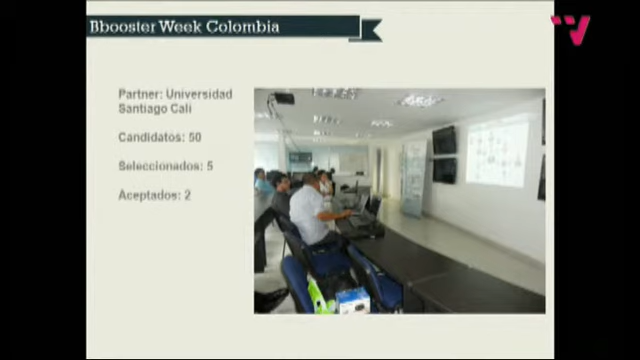 Bbooster Week Colombia
Partner: Universidad
Santiago Cali
Candidatos: 50
Seleccionados: 5
Aceptados: 2